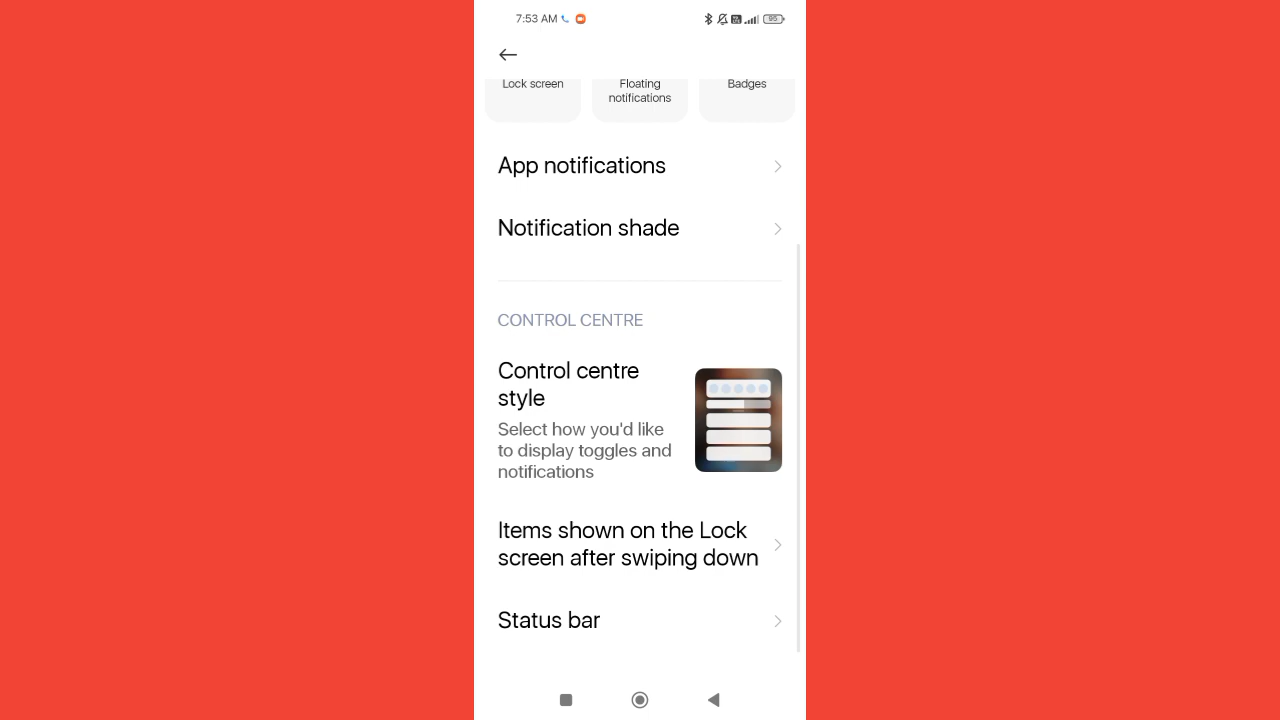 7:53 AM
95
Lock screen
Floating
notifications
Badges
App notifications
Notification shade
CONTROL CENTRE
Control centre
style
Select how you'd like
to display toggles and
notifications
Items shown on the Lock
screen after swiping down
Status bar